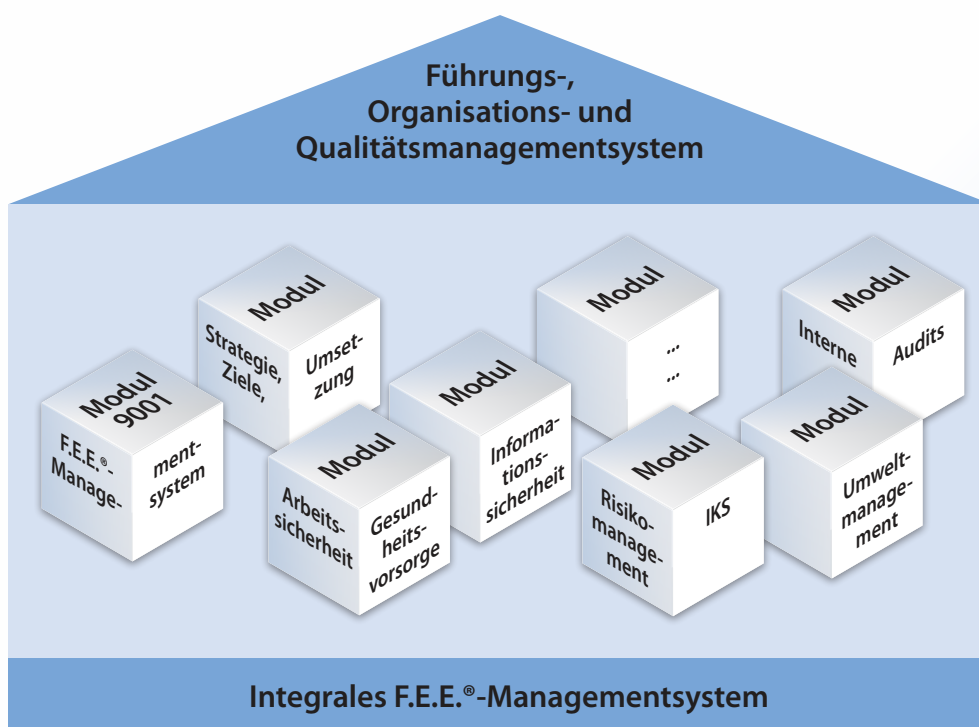 Führungs-,
Organisations- und
Qualitätsmanagementsystem
Modul
9001
F.E.E.®-
Manage-
ment-
system
Modul
Strategie,
Ziele,
Umset-
zung
Modul
Arbeits-
sicherheit
Gesund-
heits-
vorsorge
Modul
Informa-
tions-
sicherheit
Modul
...
...
Modul
Risiko-
manage-
ment
IKS
Modul
Interne
Audits
Modul
Umwelt-
manage-
ment
Integrales F.E.E.®-Managementsystem